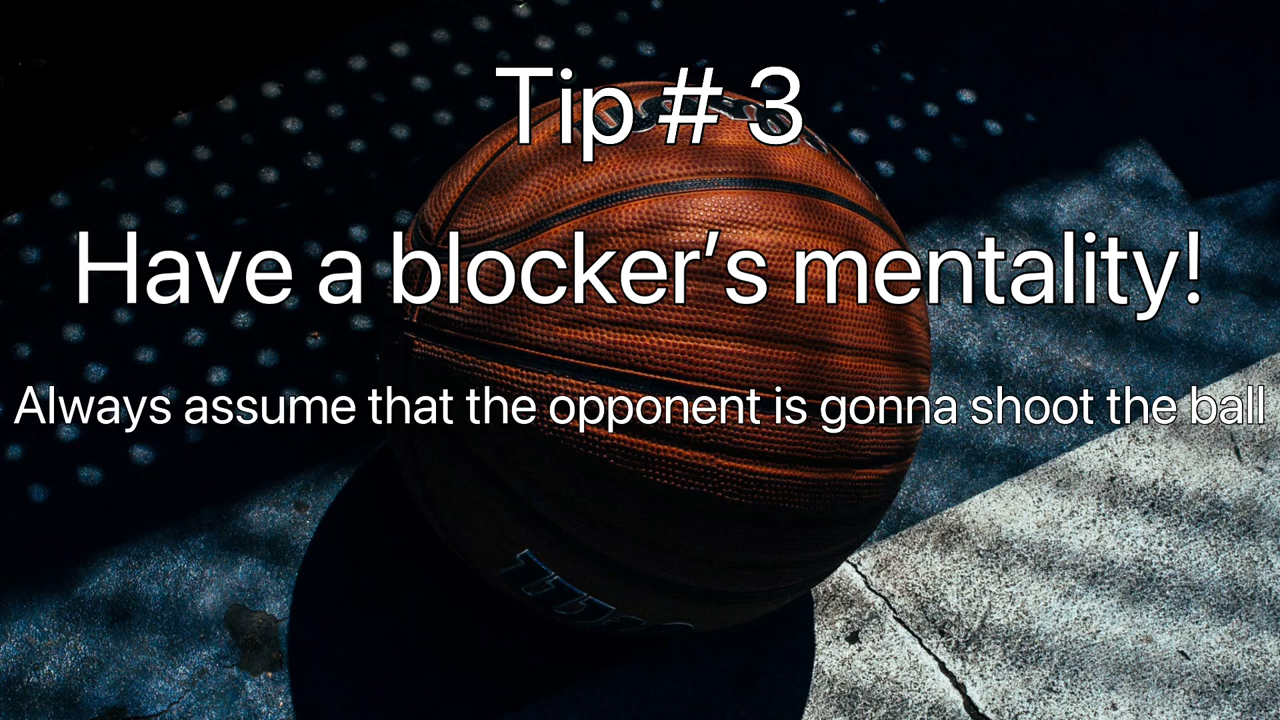 Tip # 3
Have a blocker’s mentality!
Always assume that the opponent is gonna shoot the ball